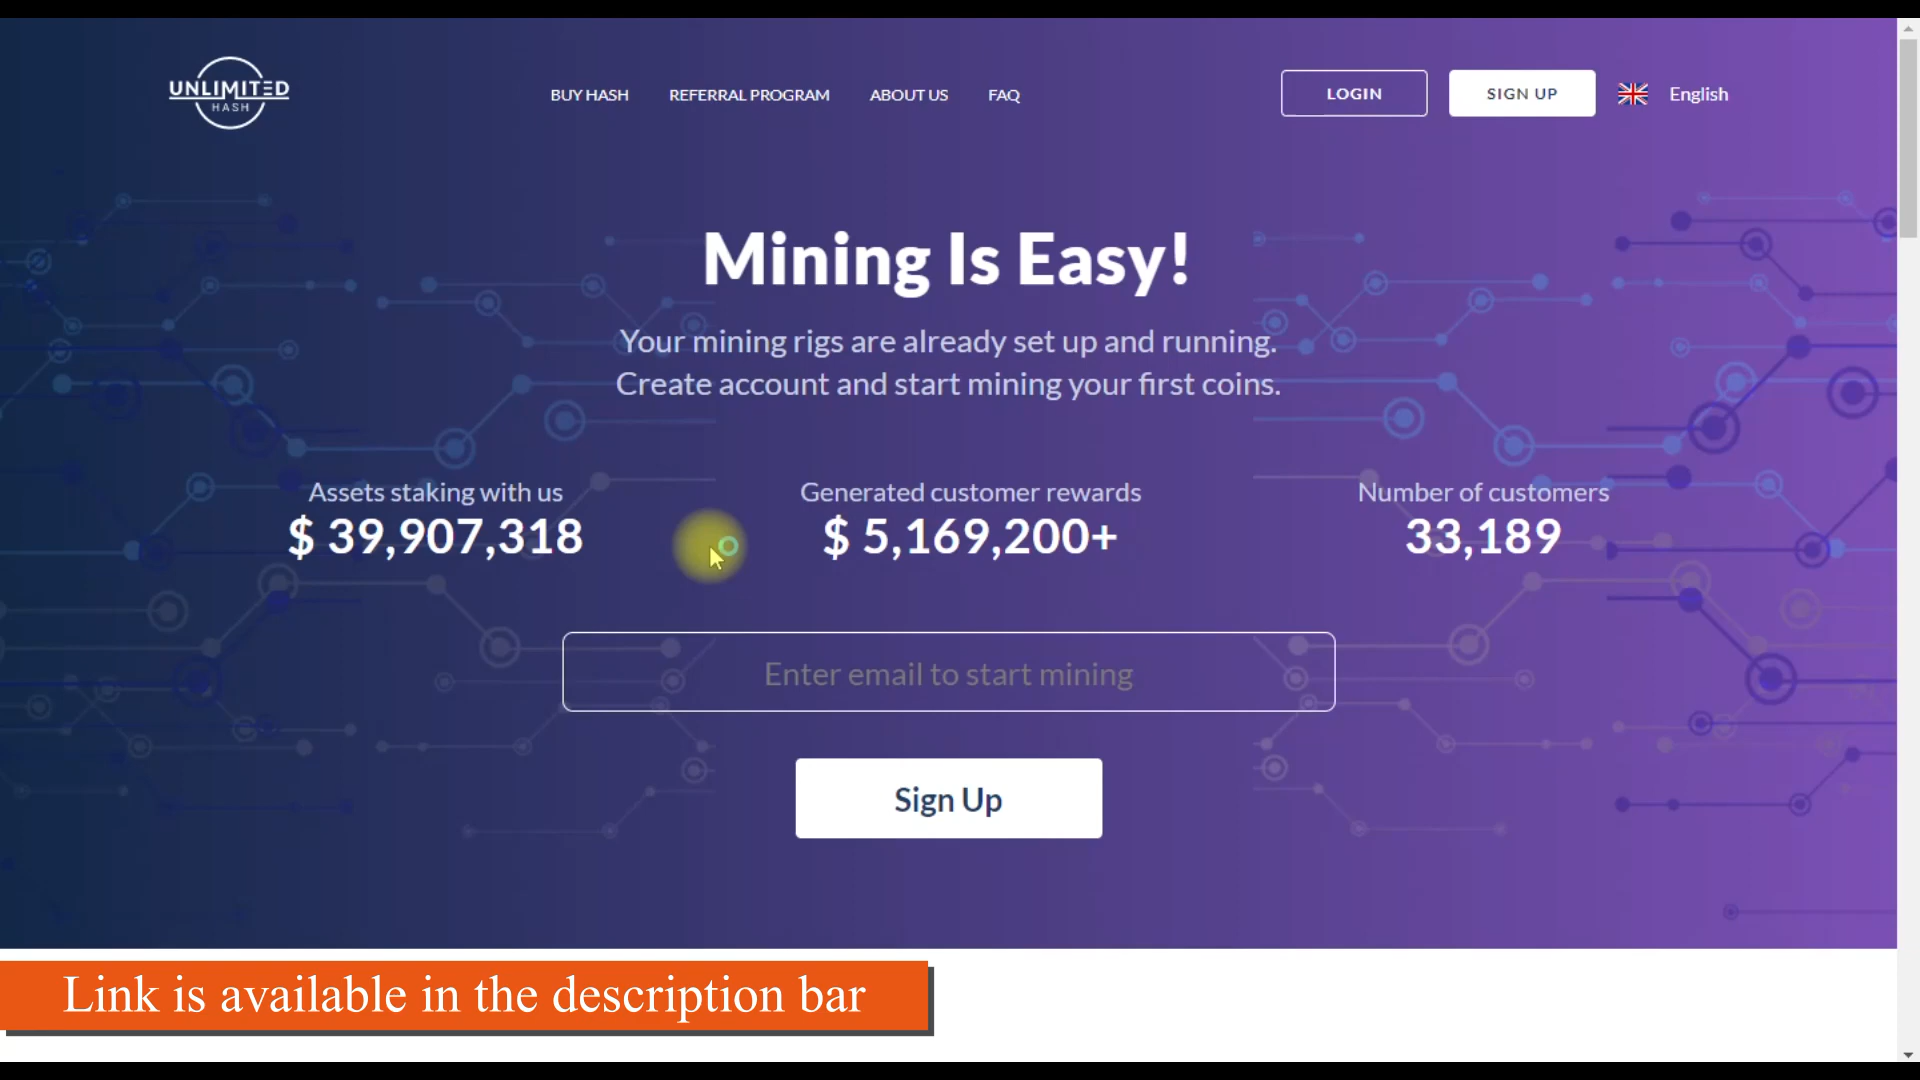 UNLIMITED
HASH
BUY HASH
REFERRAL PROGRAM
ABOUT US
FAQ
LOGIN
SIGN UP
English
Mining Is Easy!
Your mining rigs are already set up and running.
Create account and start mining your first coins.
Assets staking with us
$ 39,907,318
Generated customer rewards
$ 5,169,200+
Number of customers
33,189
Enter email to start mining
Sign Up
Link is available in the description bar